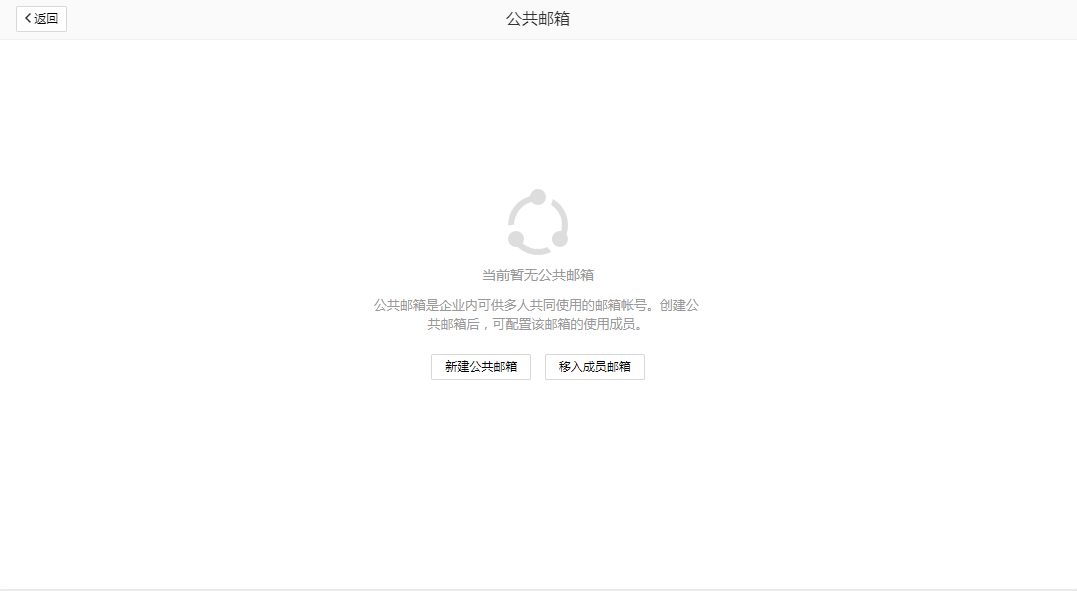 返回
公共邮箱
当前暂无公共邮箱
公共邮箱是企业内可供多人共同使用的邮箱帐号。创建公
共邮箱后，可配置该邮箱的使用成员。
新建公共邮箱
移入成员邮箱